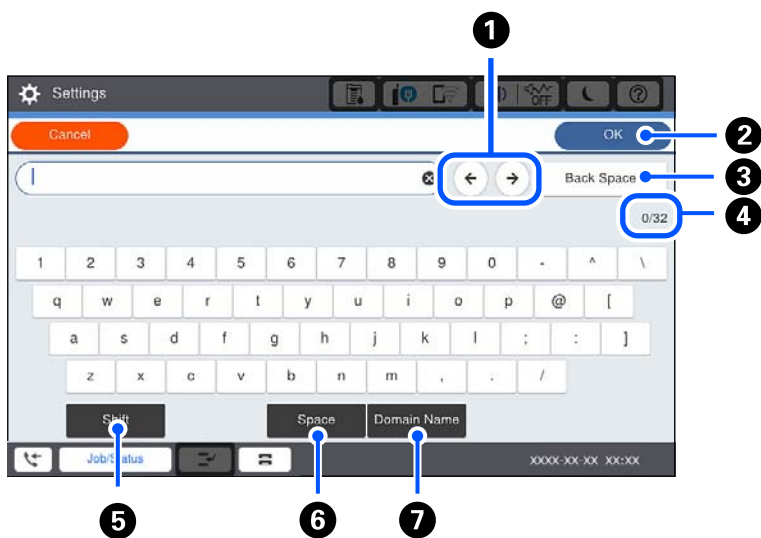 1
Settings
OFF
Cancel
OK
2
Back Space
3
0/32
4
1 2 3 4 5 6 7 8 9 0 - ^ \
q w e r t y u i o p @ [
a s d f g h j k l ; : ]
z x c v b n m , . /
Shift Space Domain Name
Job/Status
XXXX-XX-XX XX:XX
5 6 7